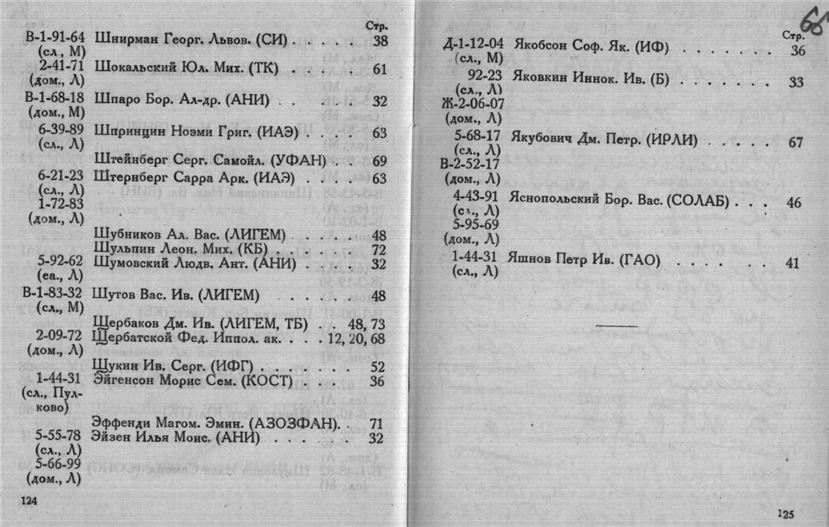 Стр.
В-1-91-64 Шнирман Георг. Львов. (СИ) . . . . . 38
(сл., М)
2-41-71 Шокальский Юл. Мих. (ТК) . . . . . 61
(дом., Л)
В-1-68-18 Шпаро Бор. Ал-др. (АНИ) . . . . . 32
(дом., М)
6-39-89 Шпринцин Ноэми Григ. (ИАЭ) . . . . 63
(сл., Л)
Штейнберг Серг. Самойл. (УФАН) . . . 69
6-21-23 Штернберг Сарра Арк. (ИАЭ) . . . . 63
(сл., Л)
1-72-83
(дом., Л)
Шубников Ал. Вас. (ЛИГЕМ) . . . . . 48
Шульпин Леон. Мих. (КБ) . . . . . . 72
5-92-62 Шумовский Людв. Ант. (АНИ) . . . . 32
(еа., Л)
В-1-83-32 Шутов Вас. Ив. (ЛИГЕМ) . . . . . . 48
(сл., М)
Щербаков Дм. Ив. (ЛИГЕМ, ТБ) . . . 48, 73
2-09-72 Щербатской Фед. Иппол. ак. . . . 12, 20, 68
(дом., Л)
Щукин Ив. Серг. (ИФГ) . . . . . . . 52
1-44-31 Эйгенсон Морис Сем. (КОСТ) . . . . . 36
(сл., Пул-
ково)
Эффенди Магом. Эмин. (АЗОЗФАН). . 71
5-55-78 Эйзен Илья Моис. (АНИ) . . . . . . 32
(сл., Л)
5-66-99
(дом., Л)
124
Стр.
Д-1-12-04 Якобсон Соф. Як. (ИФ) . . . . . . . 36
(сл., М)
92-23 Яковкин Иннок. Ив. (Б) . . . . . . . 33
(сл., Л)
Ж-2-06-07
(дом., Л)
5-68-17 Якубович Дм. Петр. (ИРЛИ) . . . . . 67
(сл., Л)
В-2-52-17
(дом., Л)
4-43-91 Яснопольский Бор. Вас. (СОЛАБ) . . . 46
(сл., Л)
5-95-69
(дом., Л)
1-44-31 Яшнов Петр Ив. (ГАО) . . . . . . . 41
(сл., Л)
125